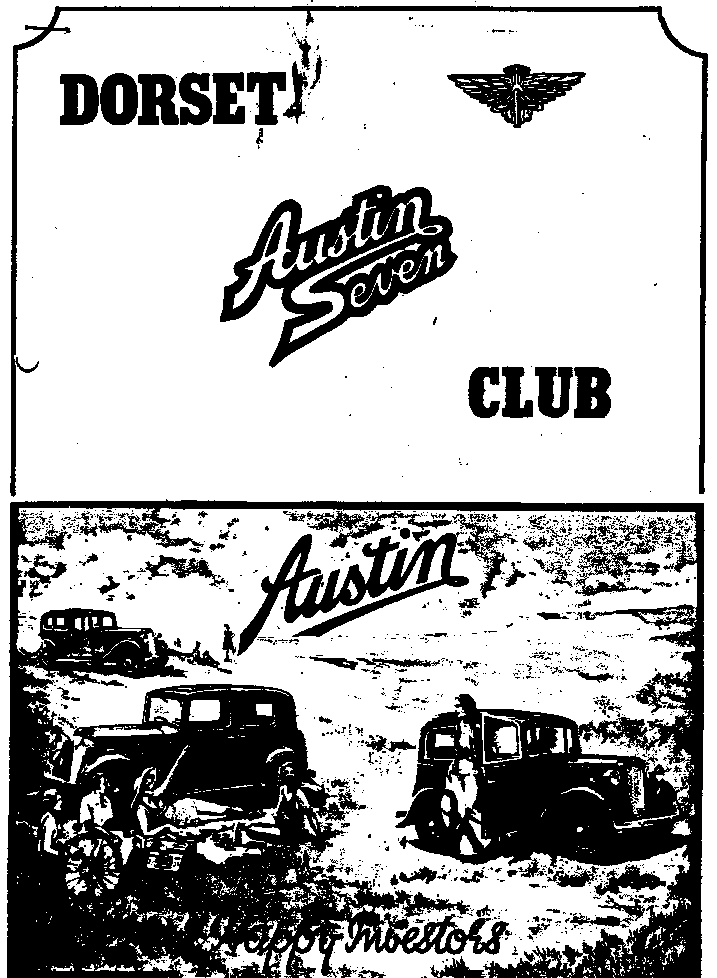 DORSET
Austin
Seven
CLUB
Austin
Happy Investors